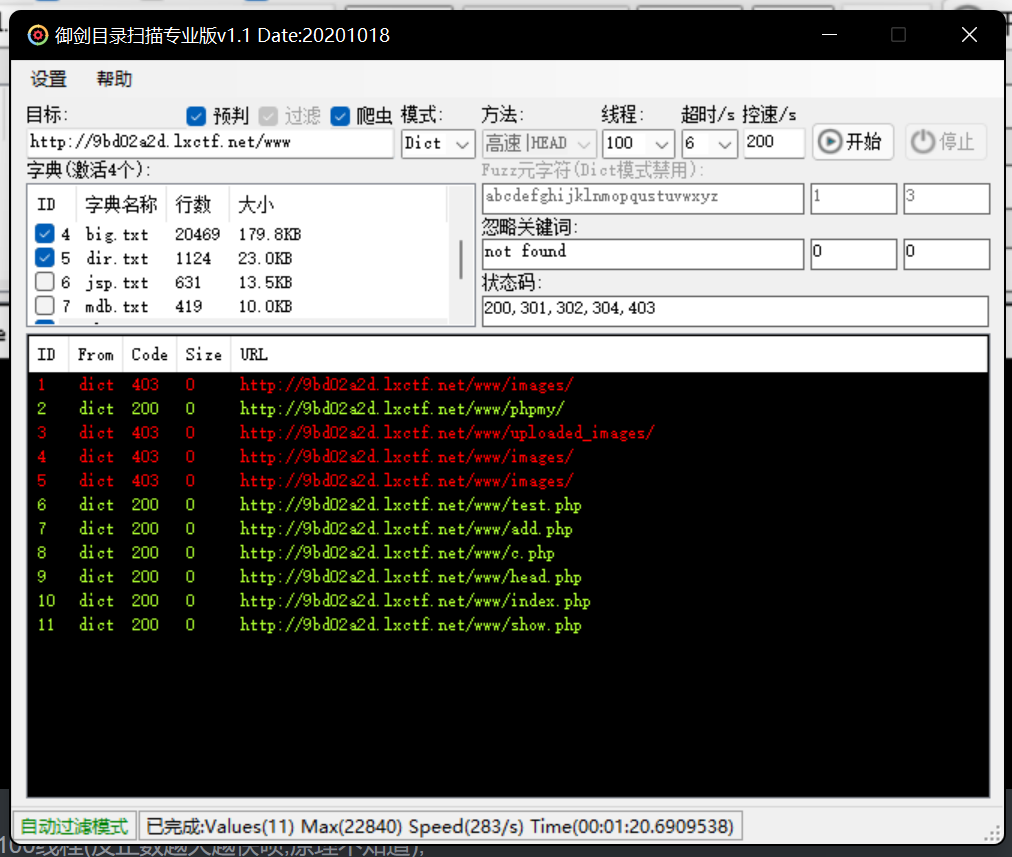 御剑目录扫描专业版v1.1 Date:20201018
设置 帮助
目标: 预判 过滤 爬虫 模式: 方法: 线程: 超时/s 控速/s
http://9bd02a2d.lxctf.net/www Dict 高速|HEAD 100 6 200 开始 停止
字典(激活4个): Fuzz元字符(Dict模式禁用):
ID 字典名称 行数 大小 abcdefghijklnmopqustuvwxyz 1 3
4 big.txt 20469 179.8KB 忽略关键词:
5 dir.txt 1124 23.0KB not found 0 0
6 jsp.txt 631 13.5KB 状态码:
7 mdb.txt 419 10.0KB 200,301,302,304,403
ID From Code Size URL
1 dict 403 0 http://9bd02a2d.lxctf.net/www/images/
2 dict 200 0 http://9bd02a2d.lxctf.net/www/phpmy/
3 dict 403 0 http://9bd02a2d.lxctf.net/www/uploaded_images/
4 dict 403 0 http://9bd02a2d.lxctf.net/www/images/
5 dict 403 0 http://9bd02a2d.lxctf.net/www/images/
6 dict 200 0 http://9bd02a2d.lxctf.net/www/test.php
7 dict 200 0 http://9bd02a2d.lxctf.net/www/add.php
8 dict 200 0 http://9bd02a2d.lxctf.net/www/c.php
9 dict 200 0 http://9bd02a2d.lxctf.net/www/head.php
10 dict 200 0 http://9bd02a2d.lxctf.net/www/index.php
11 dict 200 0 http://9bd02a2d.lxctf.net/www/show.php
自动过滤模式 已完成:Values(11) Max(22840) Speed(283/s) Time(00:01:20.6909538)